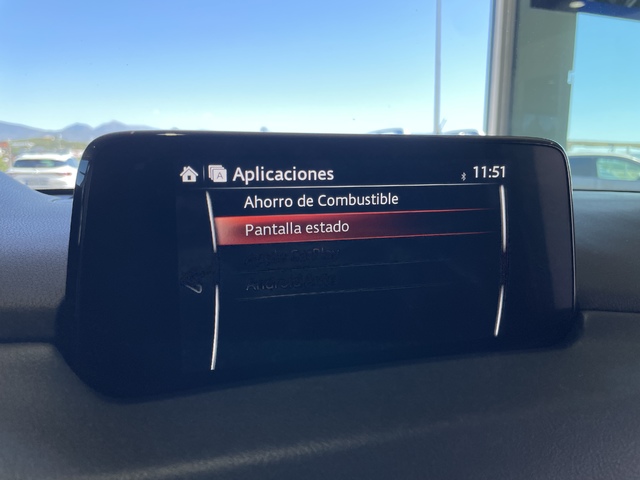 Aplicaciones
11:51
Ahorro de Combustible
Pantalla estado